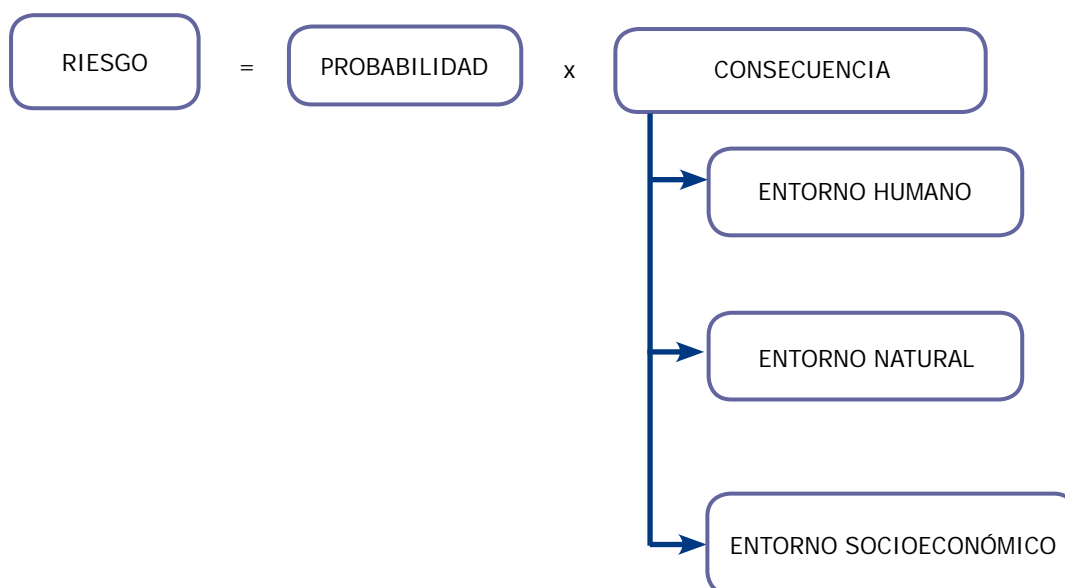 RIESGO = PROBABILIDAD x CONSECUENCIA
ENTORNO HUMANO
ENTORNO NATURAL
ENTORNO SOCIOECONÓMICO